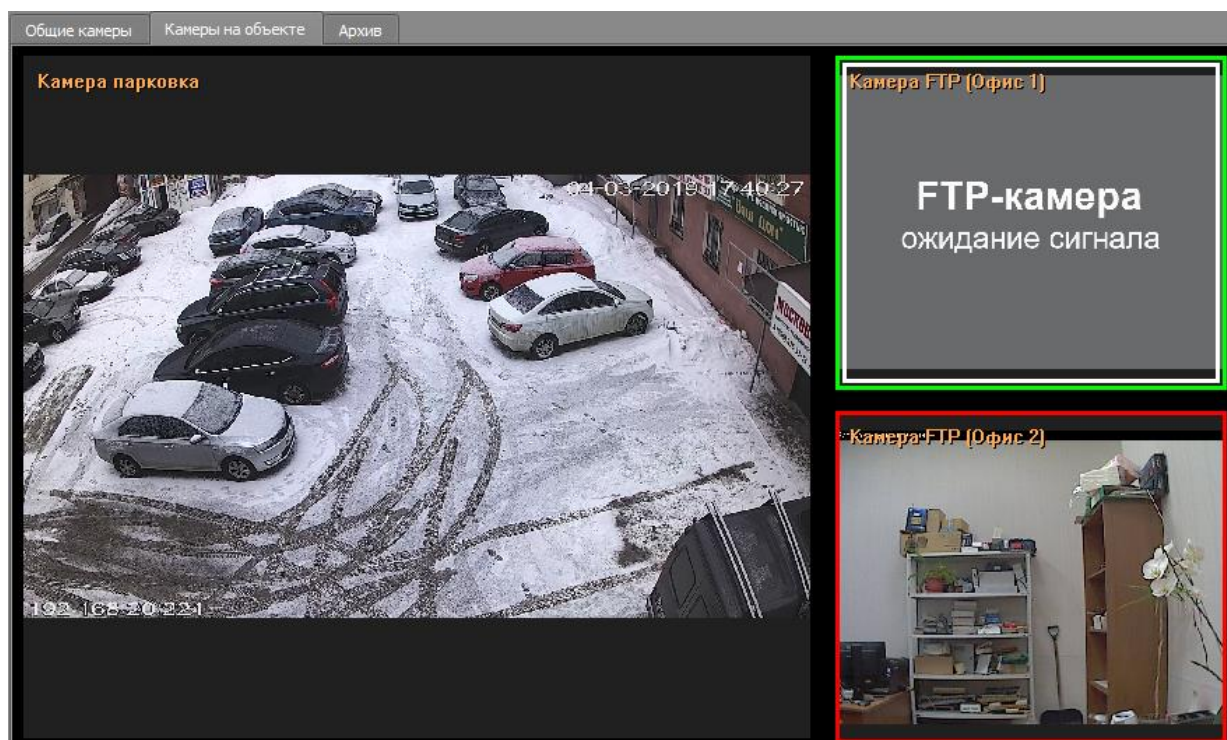 Общие камеры
Камеры на объекте
Архив
Камера парковка
04-03-2019 17:40:27
192-168-20-221
Камера FTP (Офис 1)
FTP-камера
ожидание сигнала
Камера FTP (Офис 2)